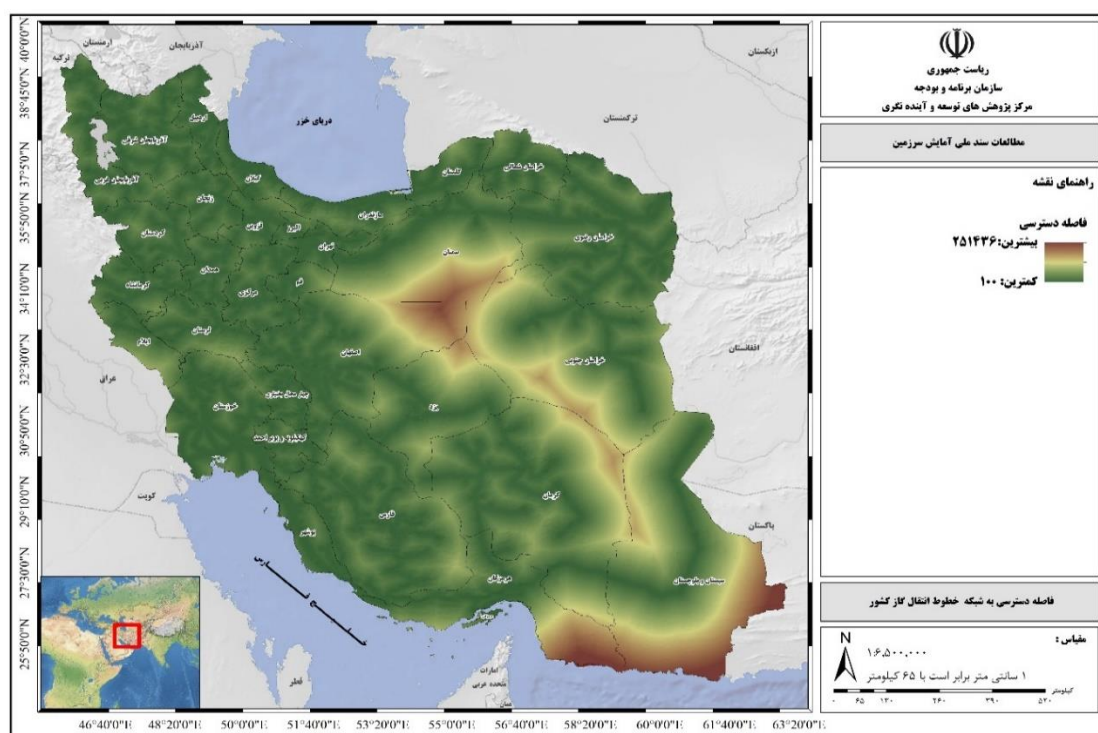 ریاست جمهوری
سازمان برنامه و بودجه
مرکز پژوهش های توسعه و آینده نگری
مطالعات سند ملی آمایش سرزمین
راهنمای نقشه
فاصله دسترسی
بیشترین: ۲۵۱۴۳۶
کمترین: ۱۰۰
فاصله دسترسی به شبکه خطوط انتقال گاز کشور
مقیاس :
N
۱:۶,۵۰۰,۰۰۰
۱ سانتی متر برابر است با ۶۵ کیلومتر
کیلومتر
۰ ۶۵ ۱۳۰ ۲۶۰ ۳۹۰ ۵۲۰
ارمنستان
آذربایجان
ترکیه
ازبکستان
ترکمنستان
دریای خزر
اردبیل
آذربایجان شرقی
آذربایجان غربی
گیلان
زنجان
گلستان
خراسان شمالی
مازندران
کردستان
قزوین
البرز
تهران
خراسان رضوی
سمنان
همدان
قم
کرمانشاه
مرکزی
لرستان
ایلام
اصفهان
خراسان جنوبی
افغانستان
عراق
خوزستان
چهارمحال بختیاری
یزد
کهگیلویه و بویراحمد
کویت
کرمان
فارس
بوشهر
پاکستان
هرمزگان
سیستان و بلوچستان
قطر
امارات
متحده عربی
عمان
40°0'0"N
38°45'0"N
37°5'0"N
35°50'0"N
34°10'0"N
32°30'0"N
30°50'0"N
29°10'0"N
27°30'0"N
25°50'0"N
46°40'0"E 48°20'0"E 50°0'0"E 51°40'0"E 53°20'0"E 55°0'0"E 56°40'0"E 58°20'0"E 60°0'0"E 61°40'0"E 63°20'0"E